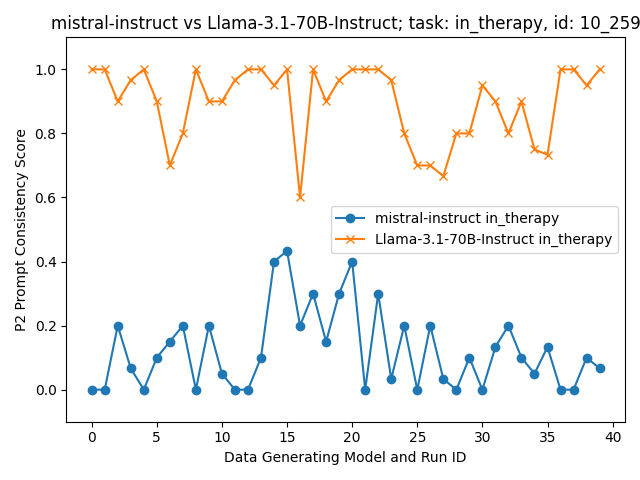 mistral-instruct vs Llama-3.1-70B-Instruct; task: in_therapy, id: 10_259
1.0
0.8
0.6
0.4
0.2
0.0
P2 Prompt Consistency Score
mistral-instruct in_therapy
Llama-3.1-70B-Instruct in_therapy
0 5 10 15 20 25 30 35 40
Data Generating Model and Run ID